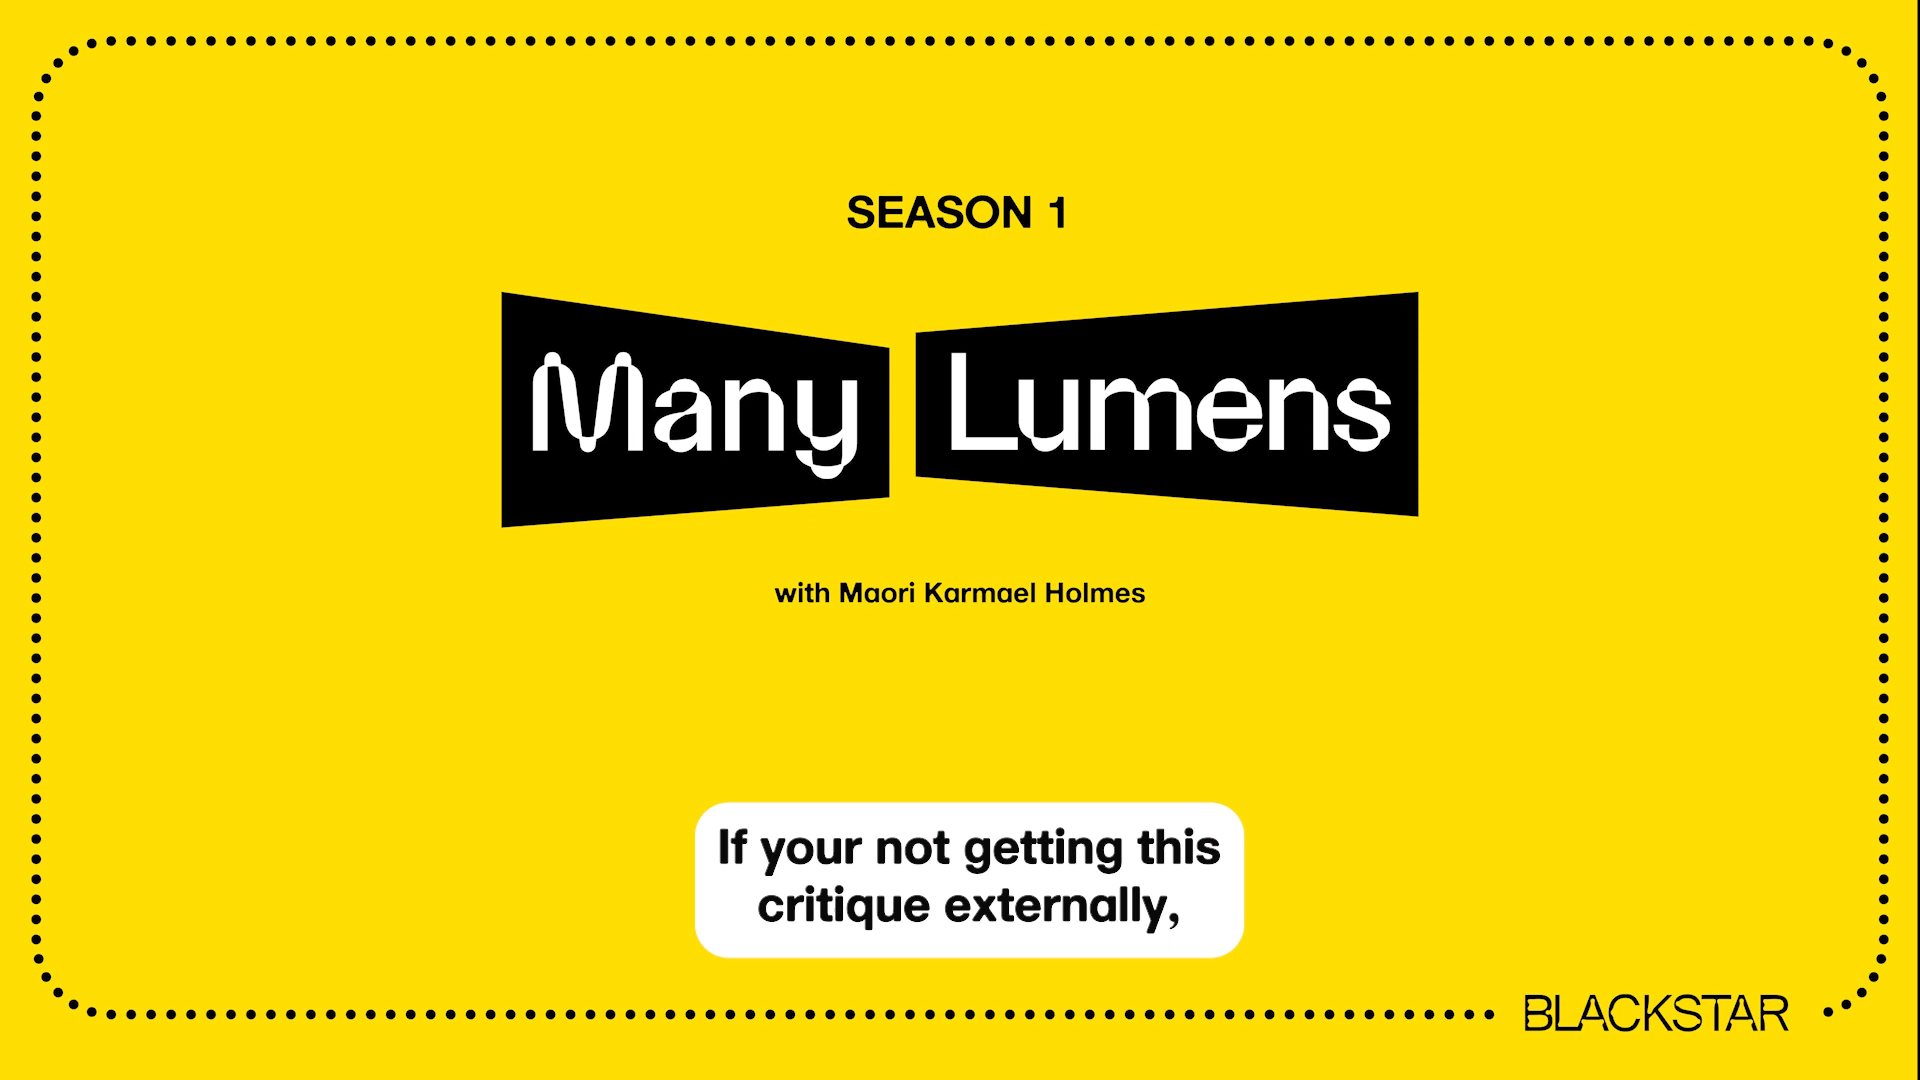 SEASON 1
Many Lumens
with Maori Karmael Holmes
If your not getting this
critique externally,
BLACKSTAR